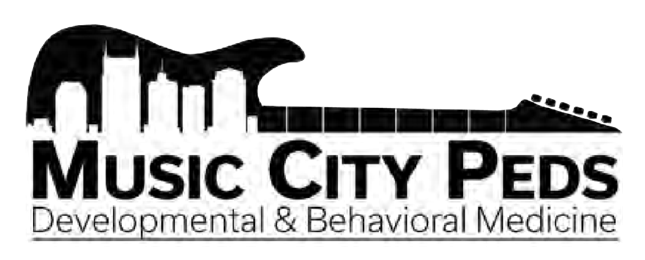 MUSIC CITY PEDS
Developmental & Behavioral Medicine